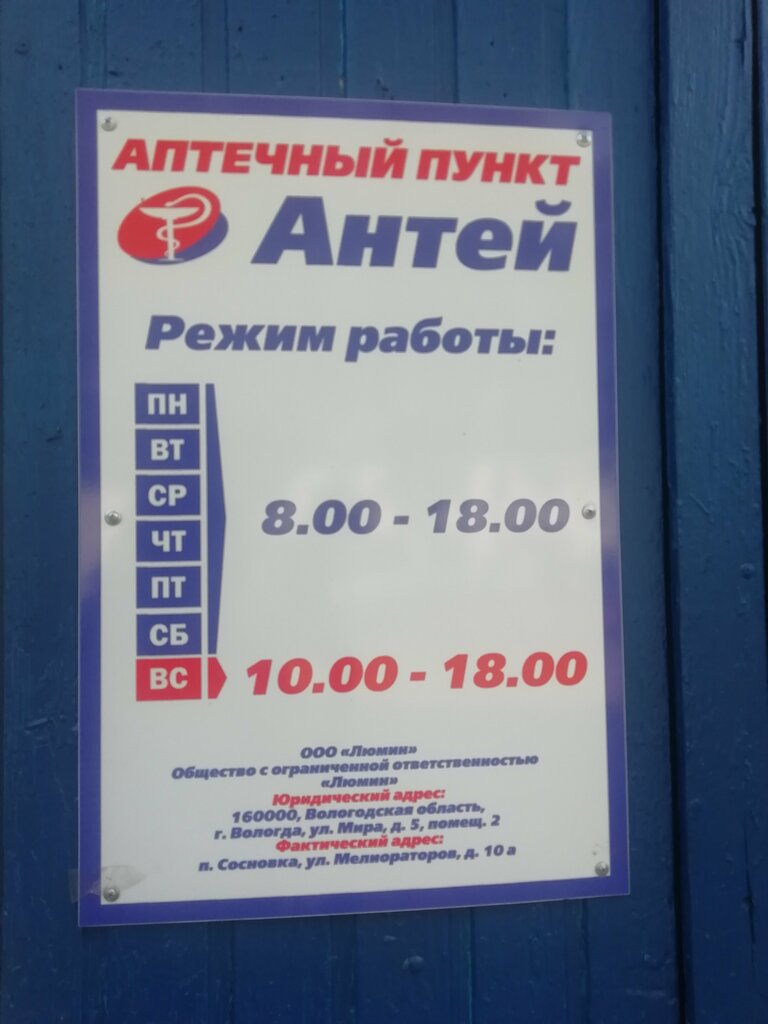 АПТЕЧНЫЙ ПУНКТ
Антей
Режим работы:
ПН
ВТ
СР
ЧТ
ПТ
СБ
8.00 - 18.00
ВС 10.00 - 18.00
ООО «Люмин»
Общество с ограниченной ответственностью
«Люмин»
Юридический адрес:
160000, Вологодская область,
г. Вологда, ул. Мира, д. 5, помещ. 2
Фактический адрес:
п. Сосновка, ул. Мелиораторов, д. 10 а